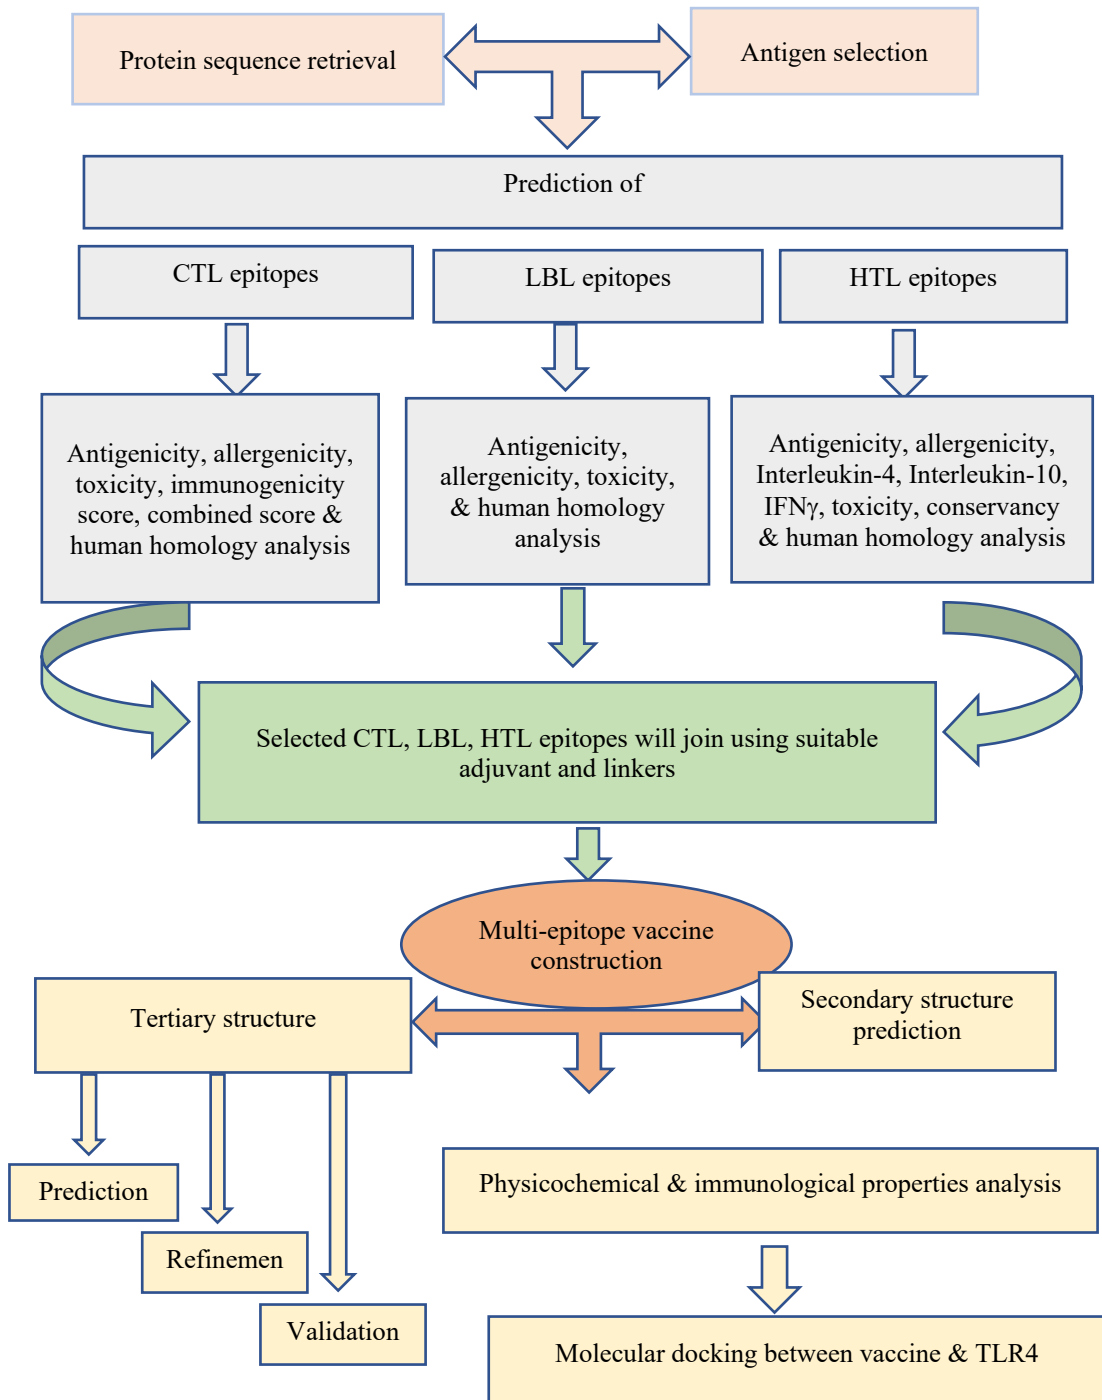 Protein sequence retrieval
Antigen selection
Prediction of
CTL epitopes
LBL epitopes
HTL epitopes
Antigenicity, allergenicity,
toxicity, immunogenicity
score, combined score &
human homology analysis
Antigenicity,
allergenicity, toxicity,
& human homology
analysis
Antigenicity, allergenicity,
Interleukin-4, Interleukin-10,
IFNγ, toxicity, conservancy
& human homology analysis
Selected CTL, LBL, HTL epitopes will join using suitable
adjuvant and linkers
Multi-epitope vaccine
construction
Tertiary structure
Secondary structure
prediction
Prediction
Refinemen
Validation
Physicochemical & immunological properties analysis
Molecular docking between vaccine & TLR4